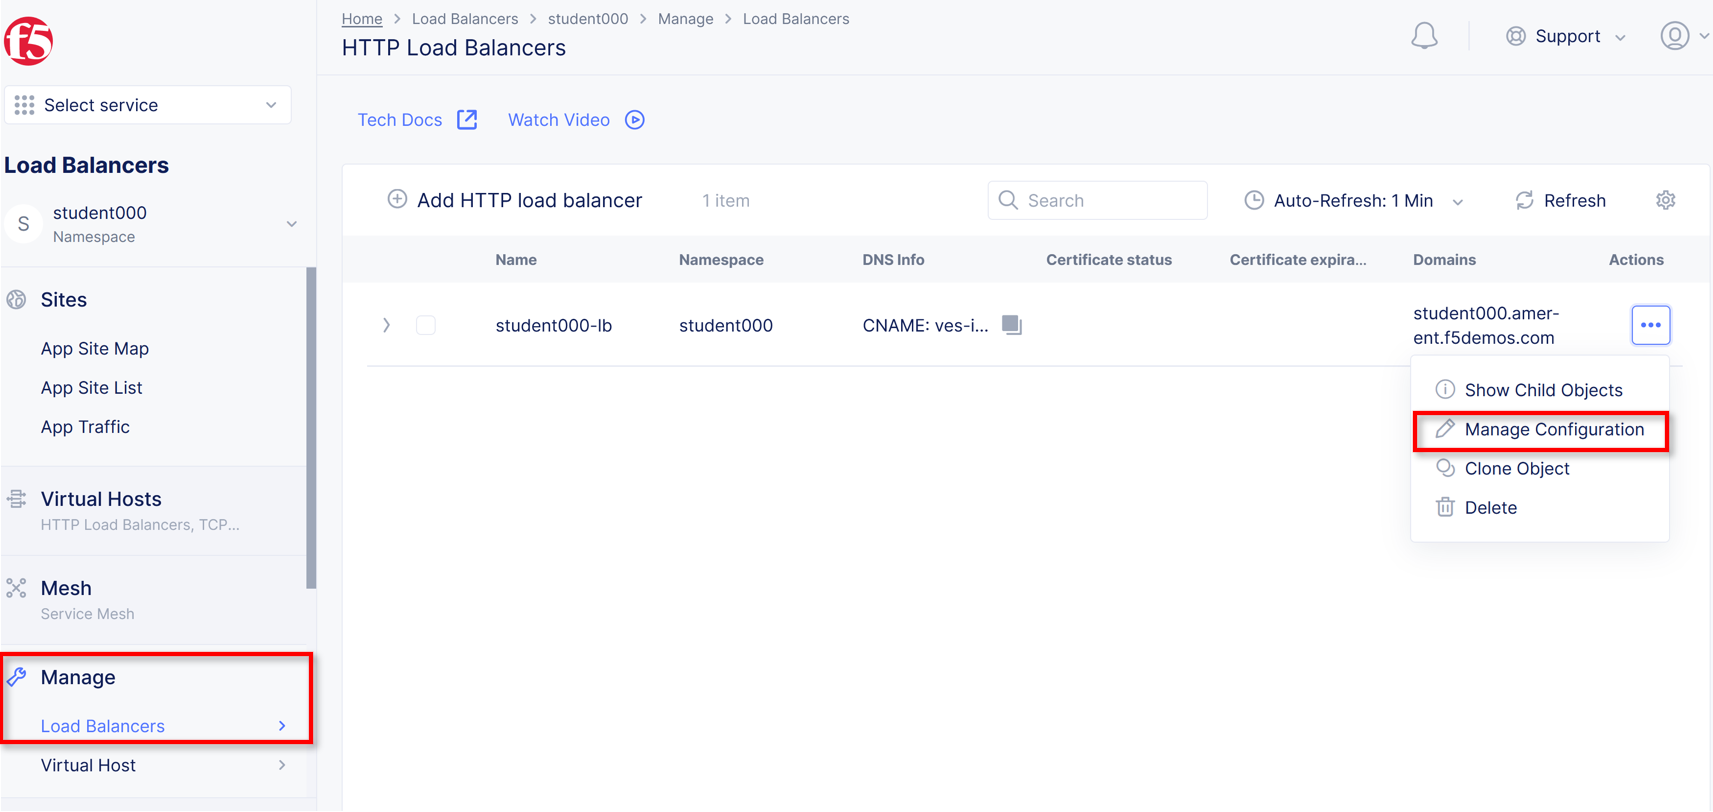 f5
Select service
Load Balancers
S
student000
Namespace
Sites
App Site Map
App Site List
App Traffic
Virtual Hosts
HTTP Load Balancers, TCP...
Mesh
Service Mesh
Manage
Load Balancers
Virtual Host
Home > Load Balancers > student000 > Manage > Load Balancers
HTTP Load Balancers
Support
Tech Docs Watch Video
Add HTTP load balancer 1 item Search Auto-Refresh: 1 Min Refresh
Name Namespace DNS Info Certificate status Certificate expira... Domains Actions
student000-lb student000 CNAME: ves-i... student000.amer-
ent.f5demos.com
Show Child Objects
Manage Configuration
Clone Object
Delete